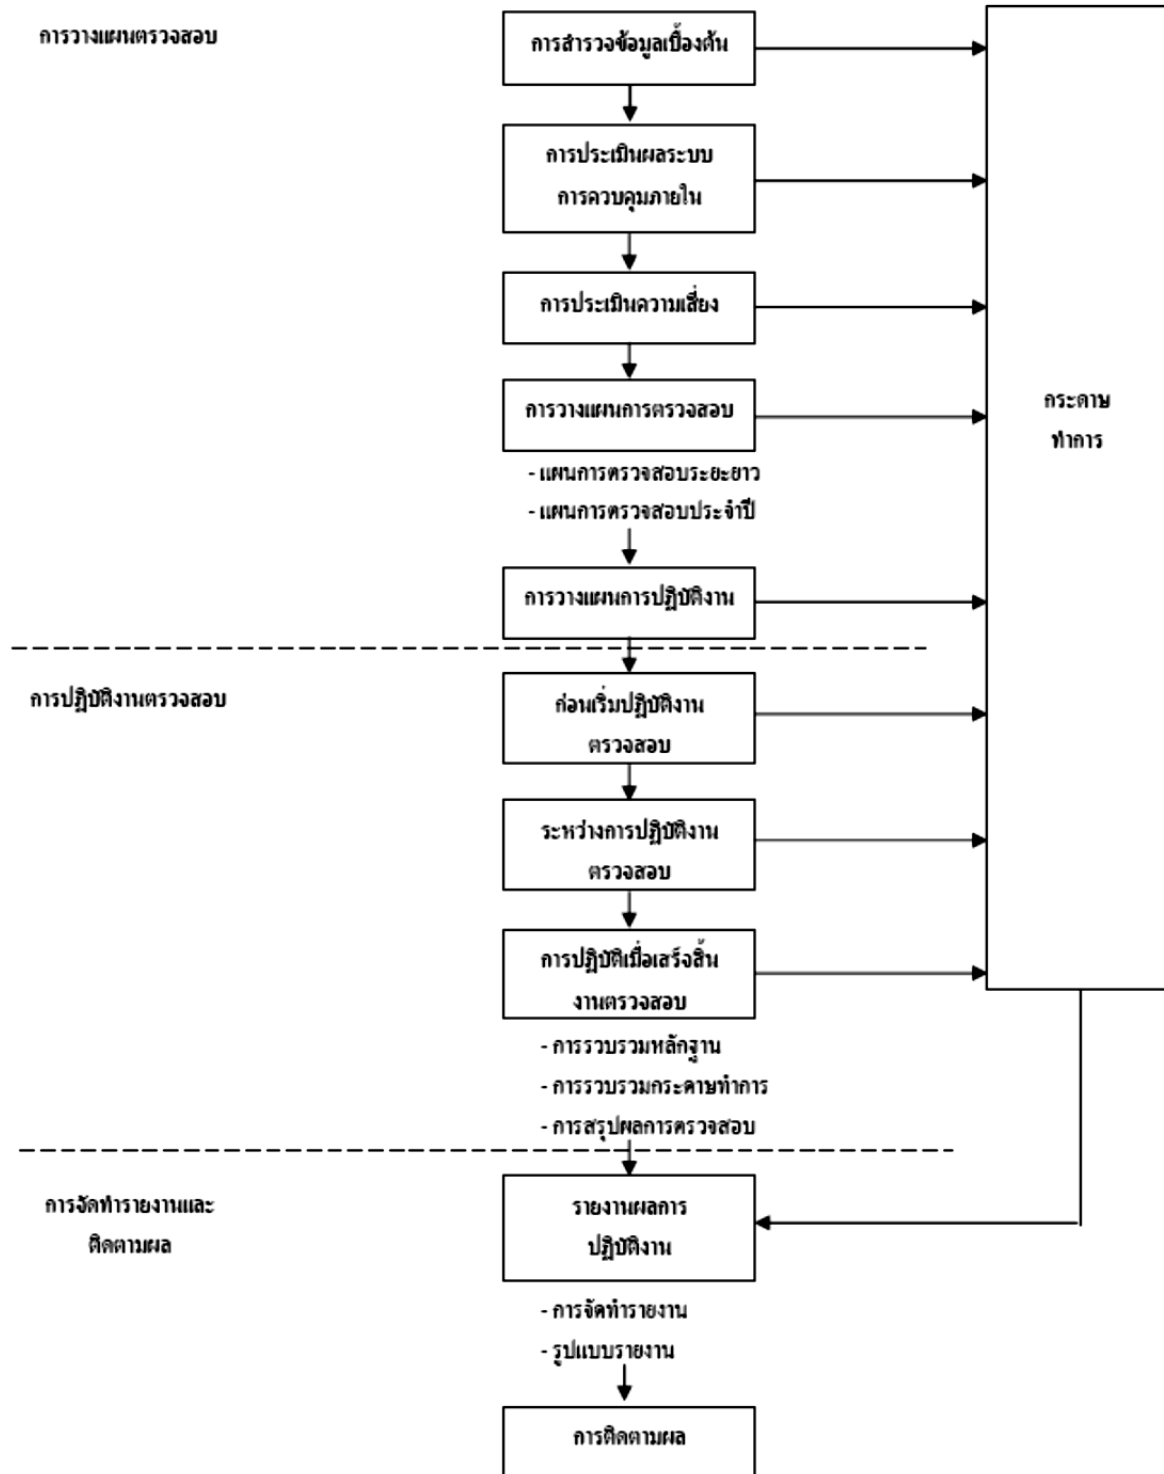 การวางแผนตรวจสอบ
การสำรวจข้อมูลเบื้องต้น
การประเมินผลระบบ
การควบคุมภายใน
การประเมินความเสี่ยง
การวางแผนการตรวจสอบ
- แผนการตรวจสอบระยะยาว
- แผนการตรวจสอบประจำปี
การวางแผนการปฏิบัติงาน
กระดาษ
ทำการ
การปฏิบัติงานตรวจสอบ
ก่อนเริ่มปฏิบัติงาน
ตรวจสอบ
ระหว่างการปฏิบัติงาน
ตรวจสอบ
การปฏิบัติเมื่อเสร็จสิ้น
งานตรวจสอบ
- การรวบรวมหลักฐาน
- การรวบรวมกระดาษทำการ
- การสรุปผลการตรวจสอบ
การจัดทำรายงานและ
ติดตามผล
รายงานผลการ
ปฏิบัติงาน
- การจัดทำรายงาน
- รูปแบบรายงาน
การติดตามผล